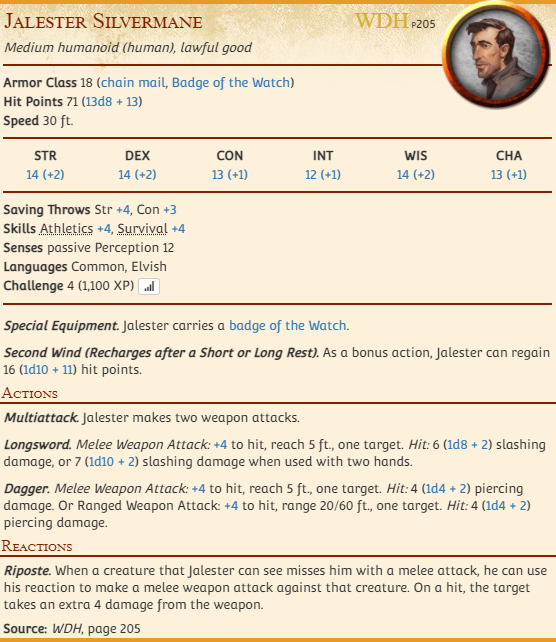 Jalester Silvermane WDH p205
Medium humanoid (human), lawful good
Armor Class 18 (chain mail, Badge of the Watch)
Hit Points 71 (13d8 + 13)
Speed 30 ft.
STR DEX CON INT WIS CHA
14 (+2) 14 (+2) 13 (+1) 12 (+1) 14 (+2) 13 (+1)
Saving Throws Str +4, Con +3
Skills Athletics +4, Survival +4
Senses passive Perception 12
Languages Common, Elvish
Challenge 4 (1,100 XP)
Special Equipment. Jalester carries a badge of the Watch.
Second Wind (Recharges after a Short or Long Rest). As a bonus action, Jalester can regain
16 (1d10 + 11) hit points.
Actions
Multiattack. Jalester makes two weapon attacks.
Longsword. Melee Weapon Attack: +4 to hit, reach 5 ft., one target. Hit: 6 (1d8 + 2) slashing
damage, or 7 (1d10 + 2) slashing damage when used with two hands.
Dagger. Melee Weapon Attack: +4 to hit, reach 5 ft., one target. Hit: 4 (1d4 + 2) piercing
damage. Or Ranged Weapon Attack: +4 to hit, range 20/60 ft., one target. Hit: 4 (1d4 + 2)
piercing damage.
Reactions
Riposte. When a creature that Jalester can see misses him with a melee attack, he can use
his reaction to make a melee weapon attack against that creature. On a hit, the target
takes an extra 4 damage from the weapon.
Source: WDH, page 205